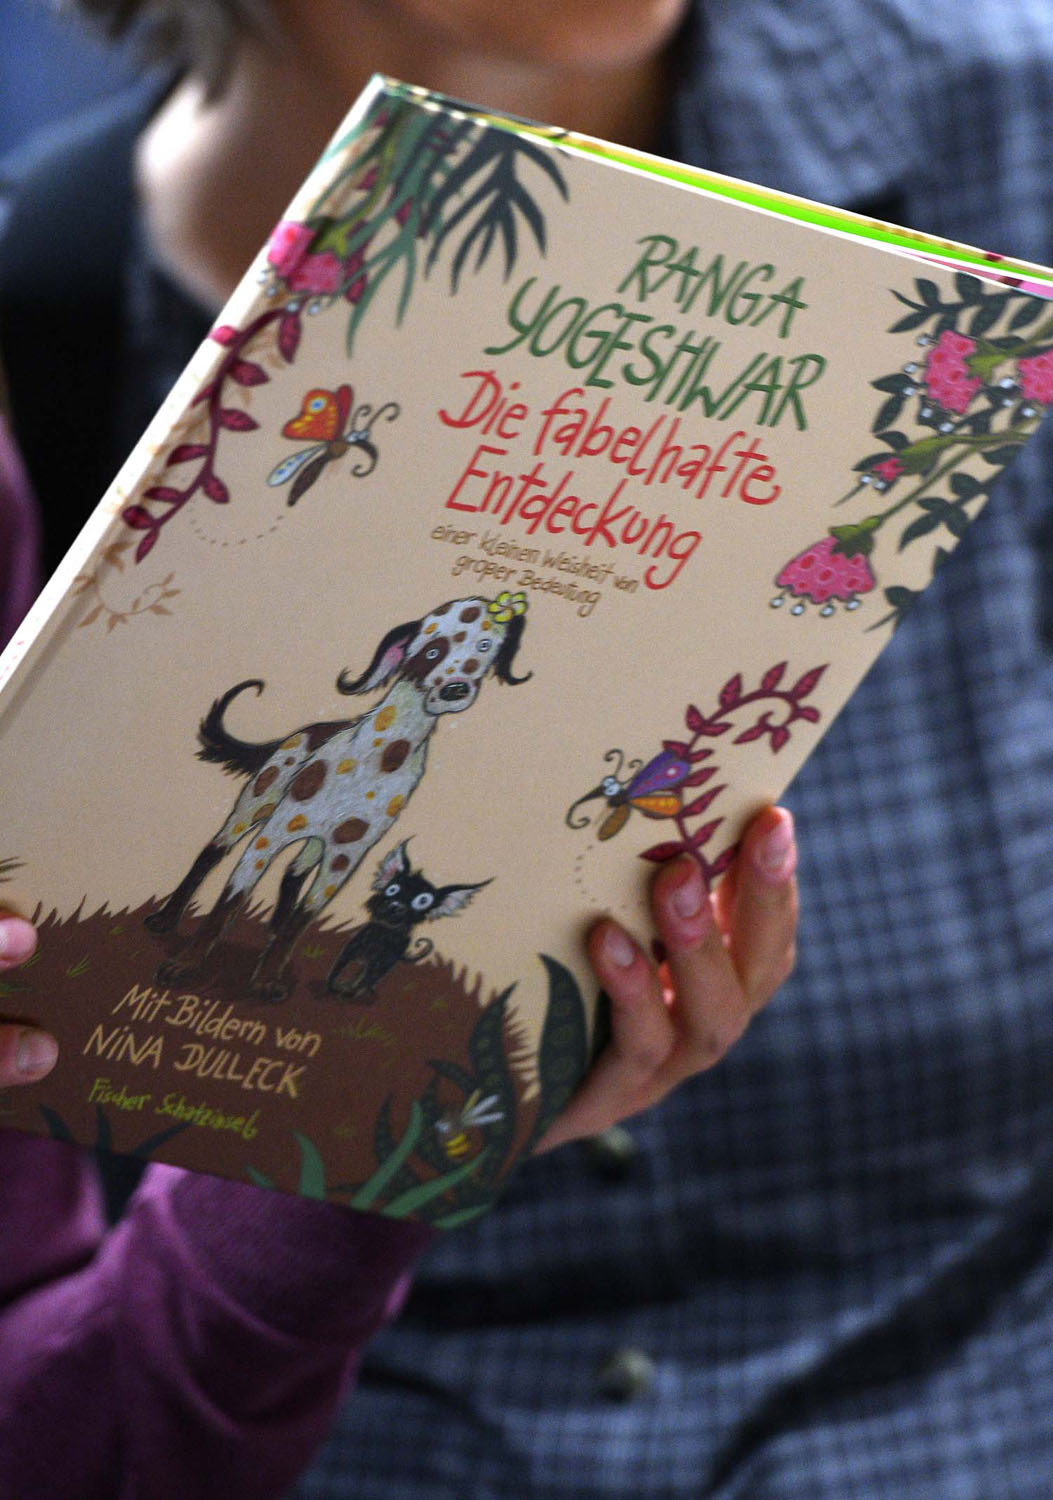 RANGA
YOGESHWAR
Die fabelhafte
Entdeckung
einer kleinen Weisheit von
großer Bedeutung
Mit Bildern von
NiNA DULLECK
Fischer Schatzinsel